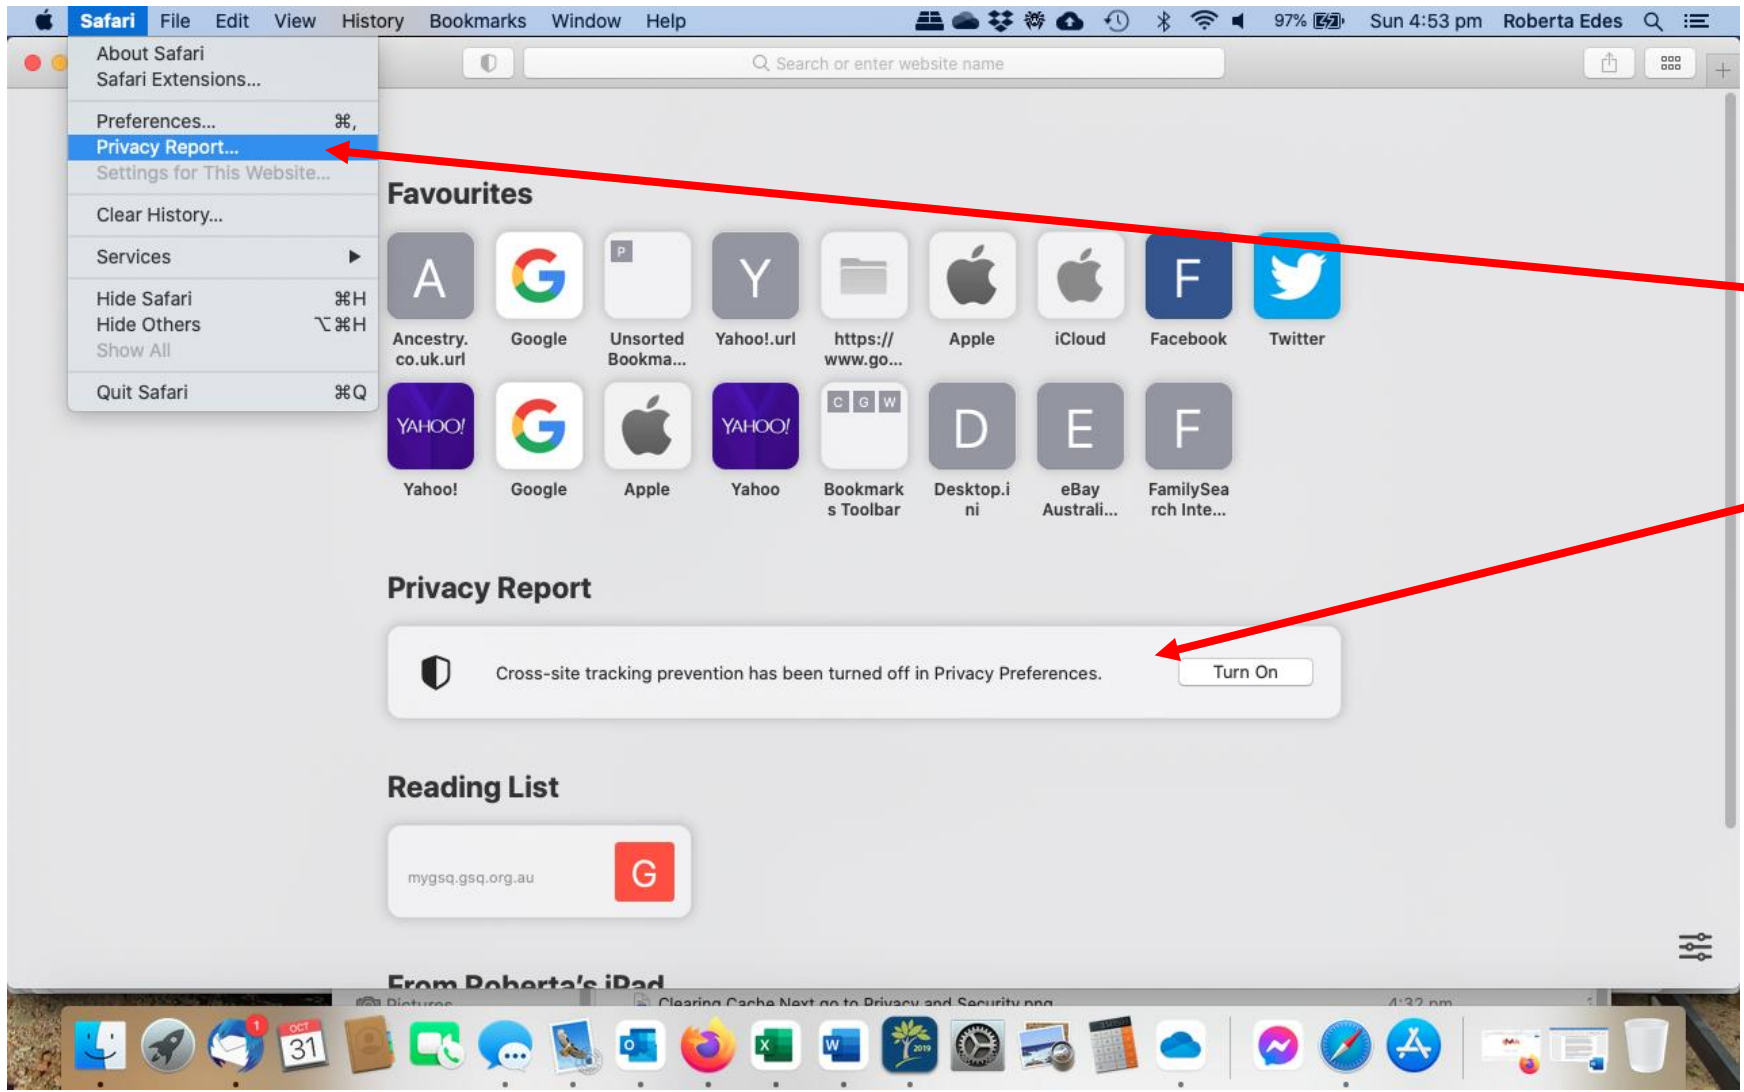 Safari File Edit View History Bookmarks Window Help 97% Sun 4:53 pm Roberta Edes
About Safari
Safari Extensions...
Search or enter website name
Preferences... ⌘,
Privacy Report...
Settings for This Website...
Clear History...
Services
Hide Safari ⌘H
Hide Others ⌥⌘H
Show All
Quit Safari ⌘Q
Favourites
A P Y F
Ancestry. Google Unsorted Yahoo!.url https:// Apple iCloud Facebook Twitter
co.uk.url Bookma... www.go...
YAHOO! YAHOO! C G W D E F
Yahoo! Google Apple Yahoo Bookmark Desktop.i eBay FamilySea
s Toolbar ni Australi... rch Inte...
Privacy Report
Cross-site tracking prevention has been turned off in Privacy Preferences. Turn On
Reading List
mygsq.gsq.org.au G
From Roberta's iPad
Pictures Clearing Cache Next go to Privacy and Security.png 4:32 pm
1 OCT 31 2019